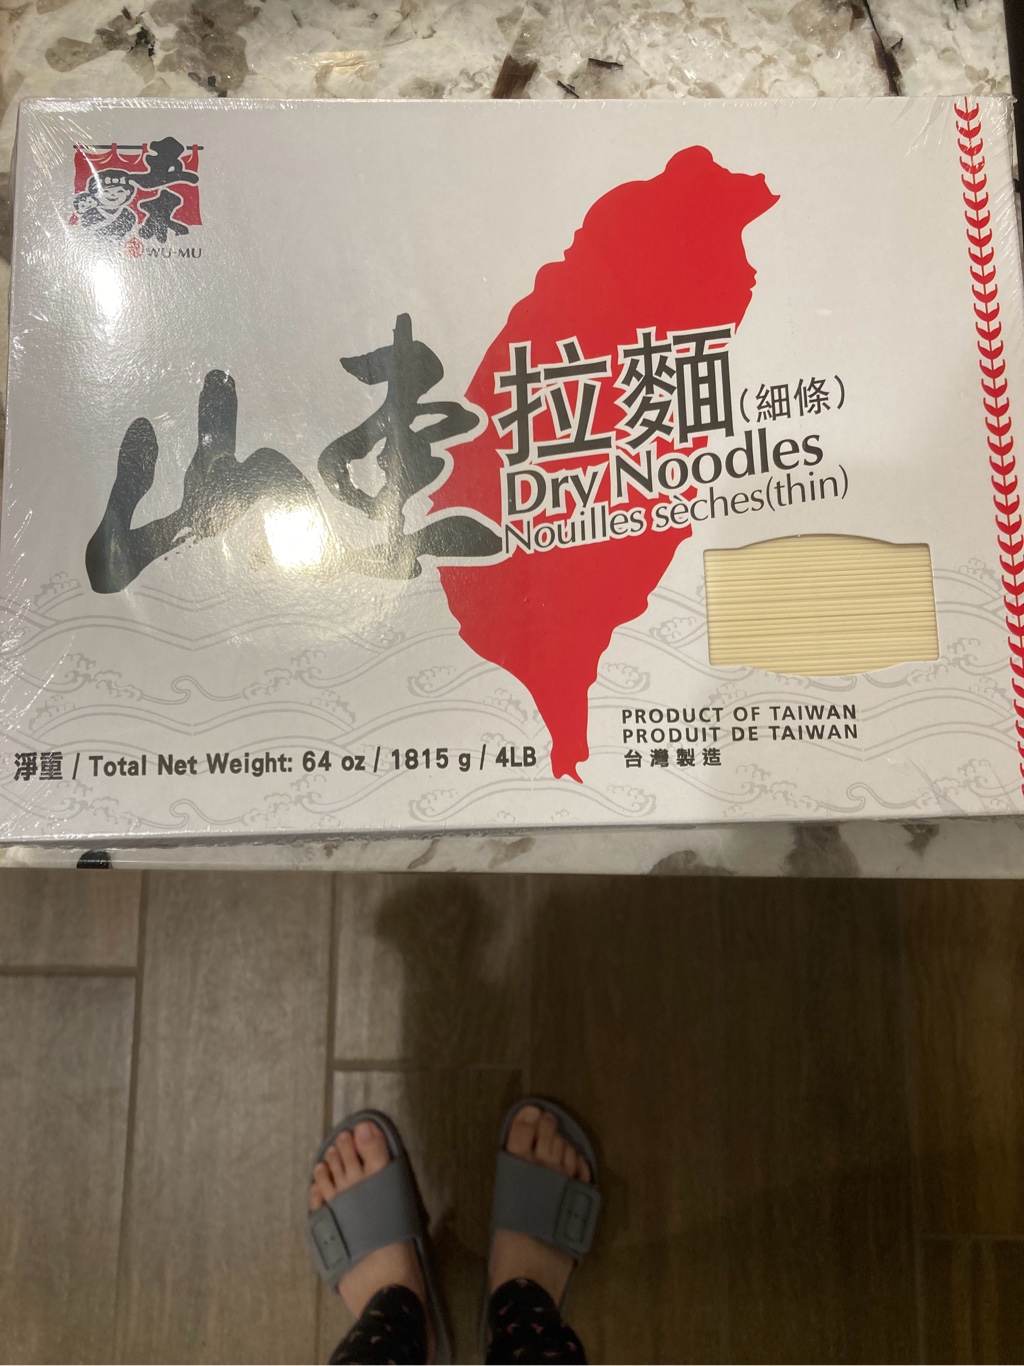 五木
WU-MU
山東
拉麵(細條)
Dry Noodles
Nouilles sèches(thin)
PRODUCT OF TAIWAN
PRODUIT DE TAIWAN
台灣製造
淨重 / Total Net Weight: 64 oz / 1815 g / 4LB